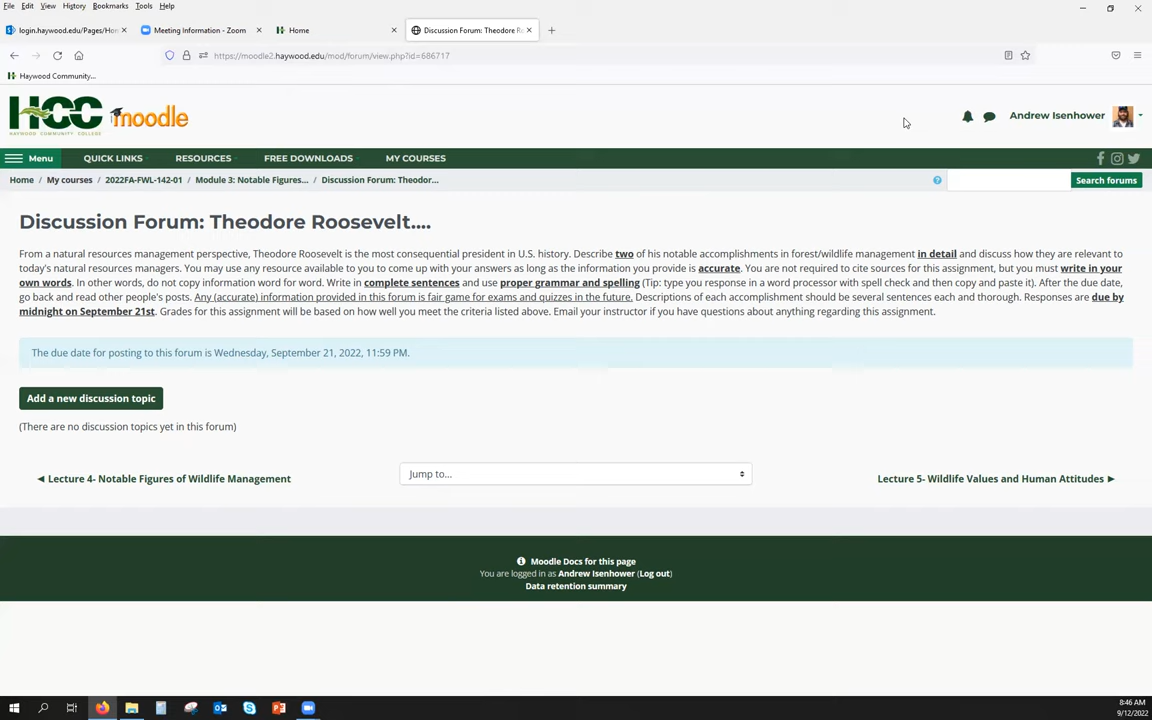 File Edit View History Bookmarks Tools Help
login.haywood.edu/Pages/Hon
Meeting Information - Zoom
Home
Discussion Forum: Theodore R
https://moodle2.haywood.edu/mod/forum/view.php?id=686717
Haywood Community...
HCC moodle
HAYWOOD COMMUNITY COLLEGE
Andrew Isenhower
Menu QUICK LINKS RESOURCES FREE DOWNLOADS MY COURSES
Home / My courses / 2022FA-FWL-142-01 / Module 3: Notable Figures... / Discussion Forum: Theodor...
Search forums
Discussion Forum: Theodore Roosevelt....
From a natural resources management perspective, Theodore Roosevelt is the most consequential president in U.S. history. Describe two of his notable accomplishments in forest/wildlife management in detail and discuss how they are relevant to
today's natural resources managers. You may use any resource available to you to come up with your answers as long as the information you provide is accurate. You are not required to cite sources for this assignment, but you must write in your
own words. In other words, do not copy information word for word. Write in complete sentences and use proper grammar and spelling (Tip: type you response in a word processor with spell check and then copy and paste it). After the due date,
go back and read other people's posts. Any (accurate) information provided in this forum is fair game for exams and quizzes in the future. Descriptions of each accomplishment should be several sentences each and thorough. Responses are due by
midnight on September 21st. Grades for this assignment will be based on how well you meet the criteria listed above. Email your instructor if you have questions about anything regarding this assignment.
The due date for posting to this forum is Wednesday, September 21, 2022, 11:59 PM.
Add a new discussion topic
(There are no discussion topics yet in this forum)
◄ Lecture 4- Notable Figures of Wildlife Management
Jump to...
Lecture 5- Wildlife Values and Human Attitudes ►
Moodle Docs for this page
You are logged in as Andrew Isenhower (Log out)
Data retention summary
8:46 AM
9/12/2022